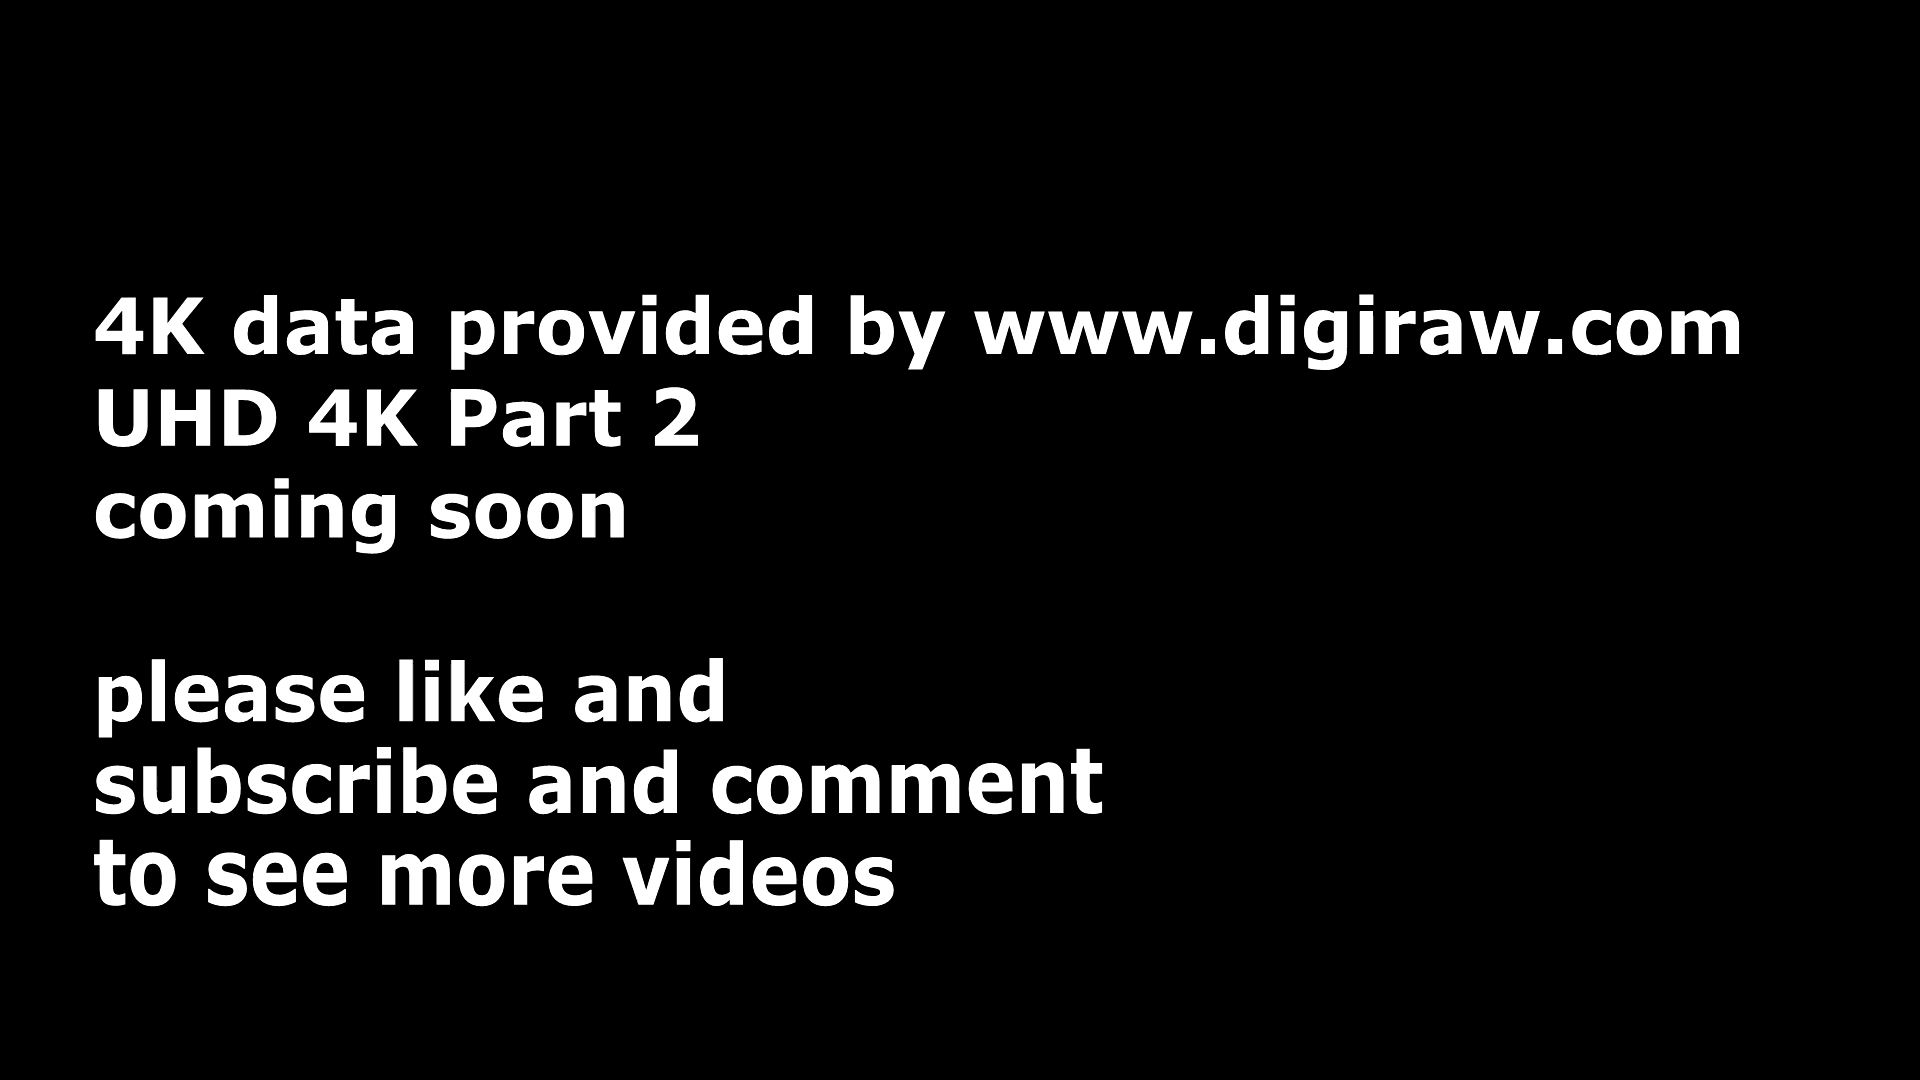 4K data provided by www.digiraw.com
UHD 4K Part 2
coming soon
please like and
subscribe and comment
to see more videos